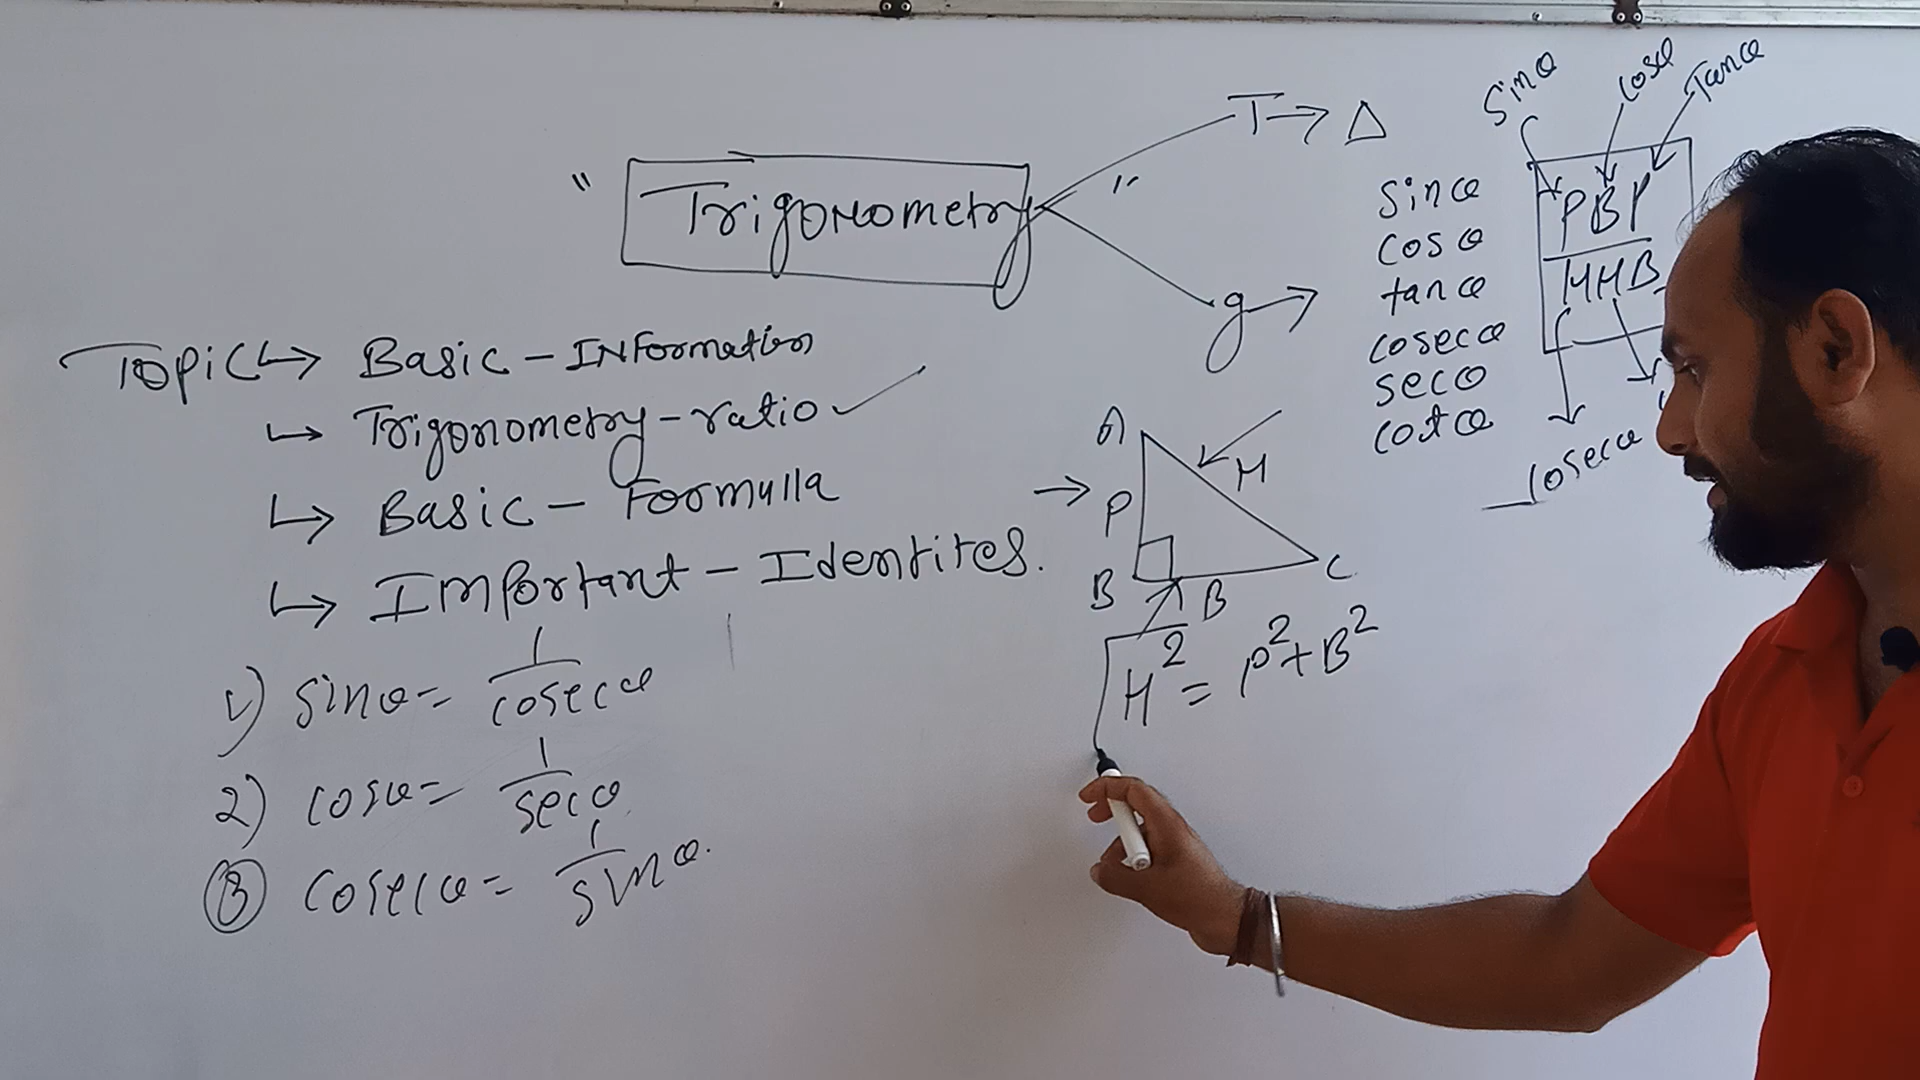 " Trigonometry "
T → Δ
g →
Topic ↳ Basic - INFormation
↳ Trigonometry - ratio ✓
↳ Basic - Formulla
↳ Important - Identites.
1) sinθ = 1/cosecθ
2) cosθ = 1/secθ
3) cosecθ = 1/sinθ.
→ A
P
H
B
B
C
H² = P² + B²
sinθ
cosθ
tanθ
cosecθ
secθ
cotθ
sinθ cosθ Tanθ
PBP
HHB
cosecθ